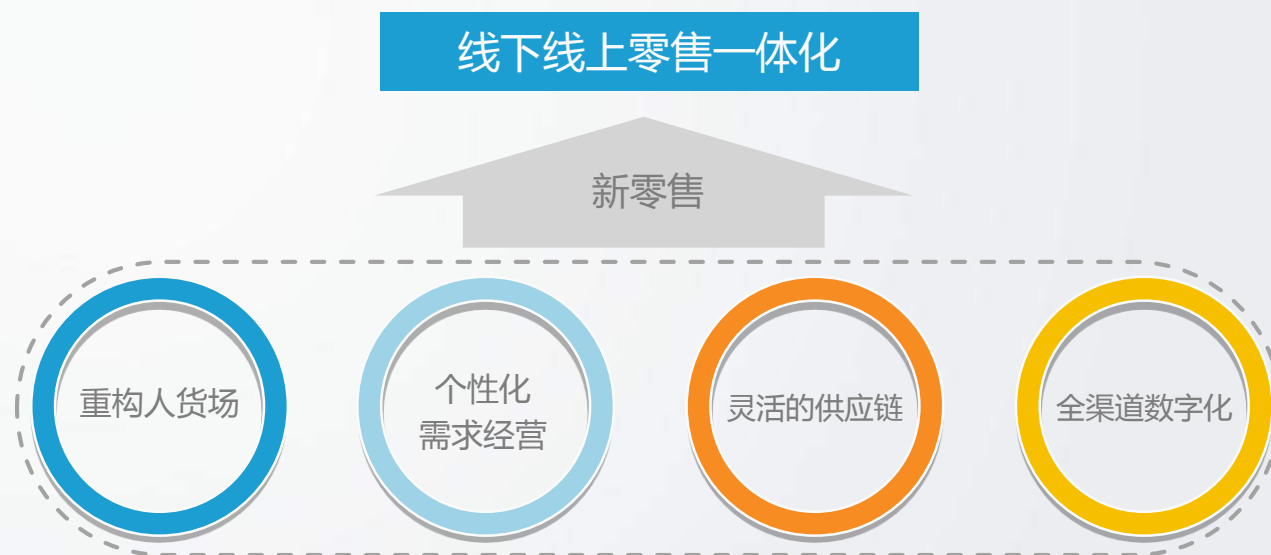 线下线上零售一体化
新零售
重构人货场
个性化
需求经营
灵活的供应链
全渠道数字化